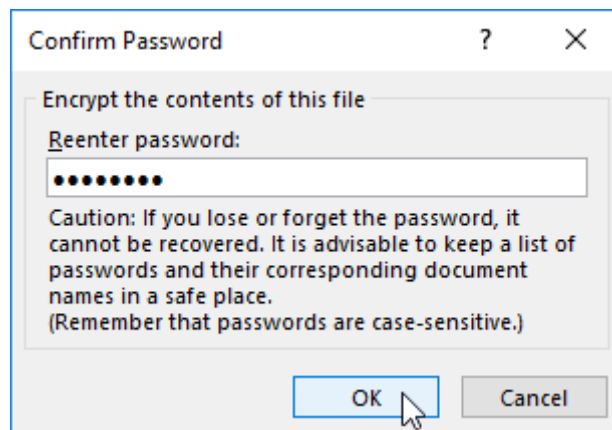 Confirm Password ?
Encrypt the contents of this file
Reenter password:
●●●●●●●●
Caution: If you lose or forget the password, it
cannot be recovered. It is advisable to keep a list of
passwords and their corresponding document
names in a safe place.
(Remember that passwords are case-sensitive.)
OK Cancel